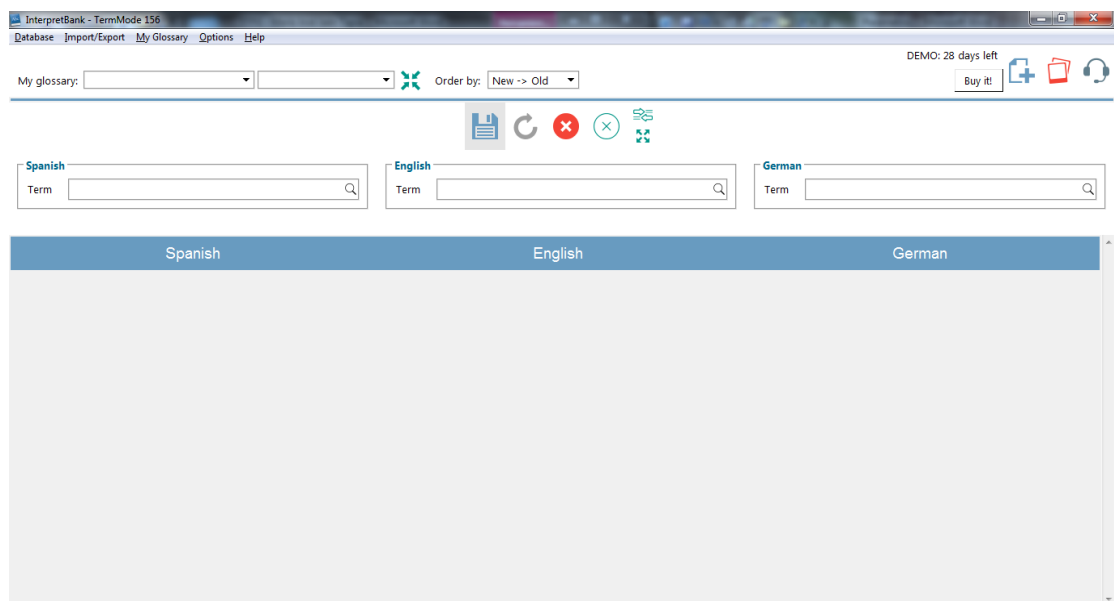 InterpretBank - TermMode 156
Database Import/Export My Glossary Options Help
DEMO: 28 days left
My glossary: Order by: New -> Old Buy it!
Spanish English German
Term Term Term
Spanish English German